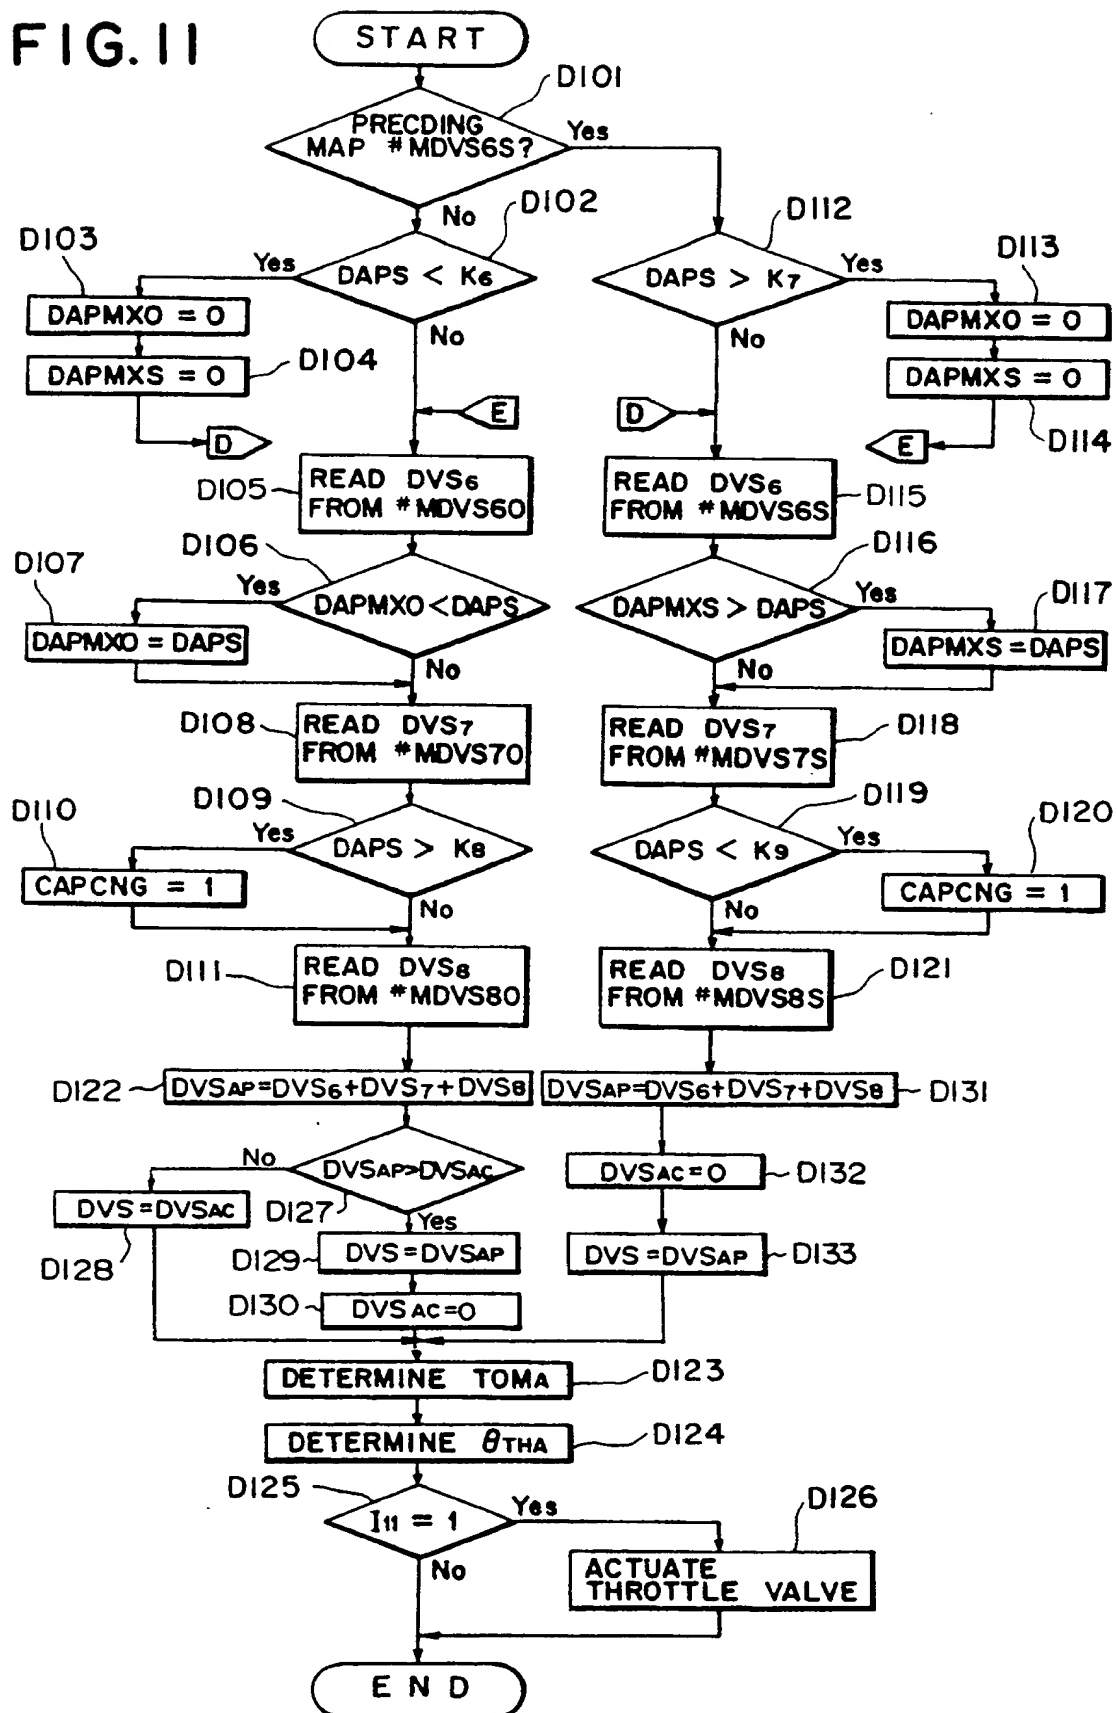 FIG. 11
START
D101
PRECDING
MAP #MDVS6S?
Yes
No
D102
D112
D103
Yes
DAPS < K6
DAPS > K7
Yes
D113
DAPMXO = 0
No
No
DAPMXO = 0
D104
DAPMXS = 0
DAPMXS = 0
D
E
D
E
D114
D105
READ DVS6
FROM #MDVS6O
READ DVS6
FROM #MDVS6S
D115
D106
D116
D107
Yes
DAPMXO < DAPS
DAPMXS > DAPS
Yes
D117
DAPMXO = DAPS
No
No
DAPMXS = DAPS
D108
READ DVS7
FROM #MDVS7O
READ DVS7
FROM #MDVS7S
D118
D109
D119
D110
Yes
DAPS > K8
DAPS < K9
Yes
D120
CAPCNG = 1
No
No
CAPCNG = 1
D111
READ DVS8
FROM #MDVS8O
READ DVS8
FROM #MDVS8S
D121
D122
DVSAP=DVS6+DVS7+DVS8
DVSAP=DVS6+DVS7+DVS8
D131
No
DVSAP>DVSAC
DVSAC=0
D132
DVS=DVSAC
D127
Yes
D128
D129
DVS=DVSAP
DVS=DVSAP
D133
D130
DVSAC=0
DETERMINE TOMA
D123
DETERMINE θTHA
D124
D125
I11 = 1
Yes
D126
No
ACTUATE
THROTTLE VALVE
END